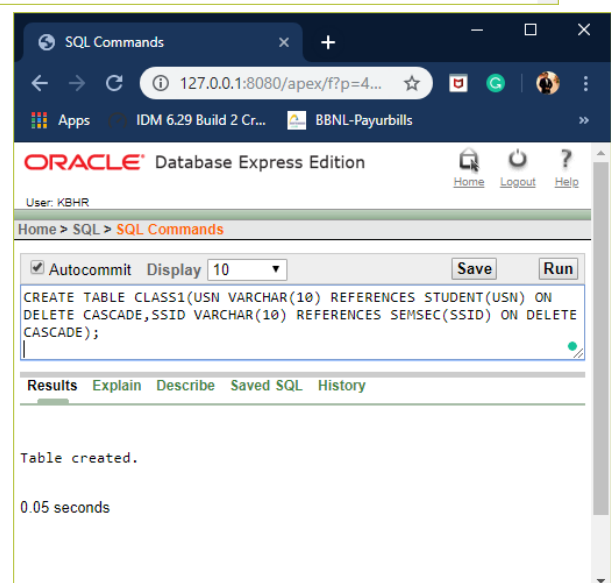 SQL Commands
127.0.0.1:8080/apex/f?p=4...
Apps IDM 6.29 Build 2 Cr... BBNL-Payurbills »
ORACLE Database Express Edition
Home Logout Help
User: KBHR
Home > SQL > SQL Commands
Autocommit Display 10 Save Run
CREATE TABLE CLASS1(USN VARCHAR(10) REFERENCES STUDENT(USN) ON
DELETE CASCADE,SSID VARCHAR(10) REFERENCES SEMSEC(SSID) ON DELETE
CASCADE);
Results Explain Describe Saved SQL History
Table created.
0.05 seconds